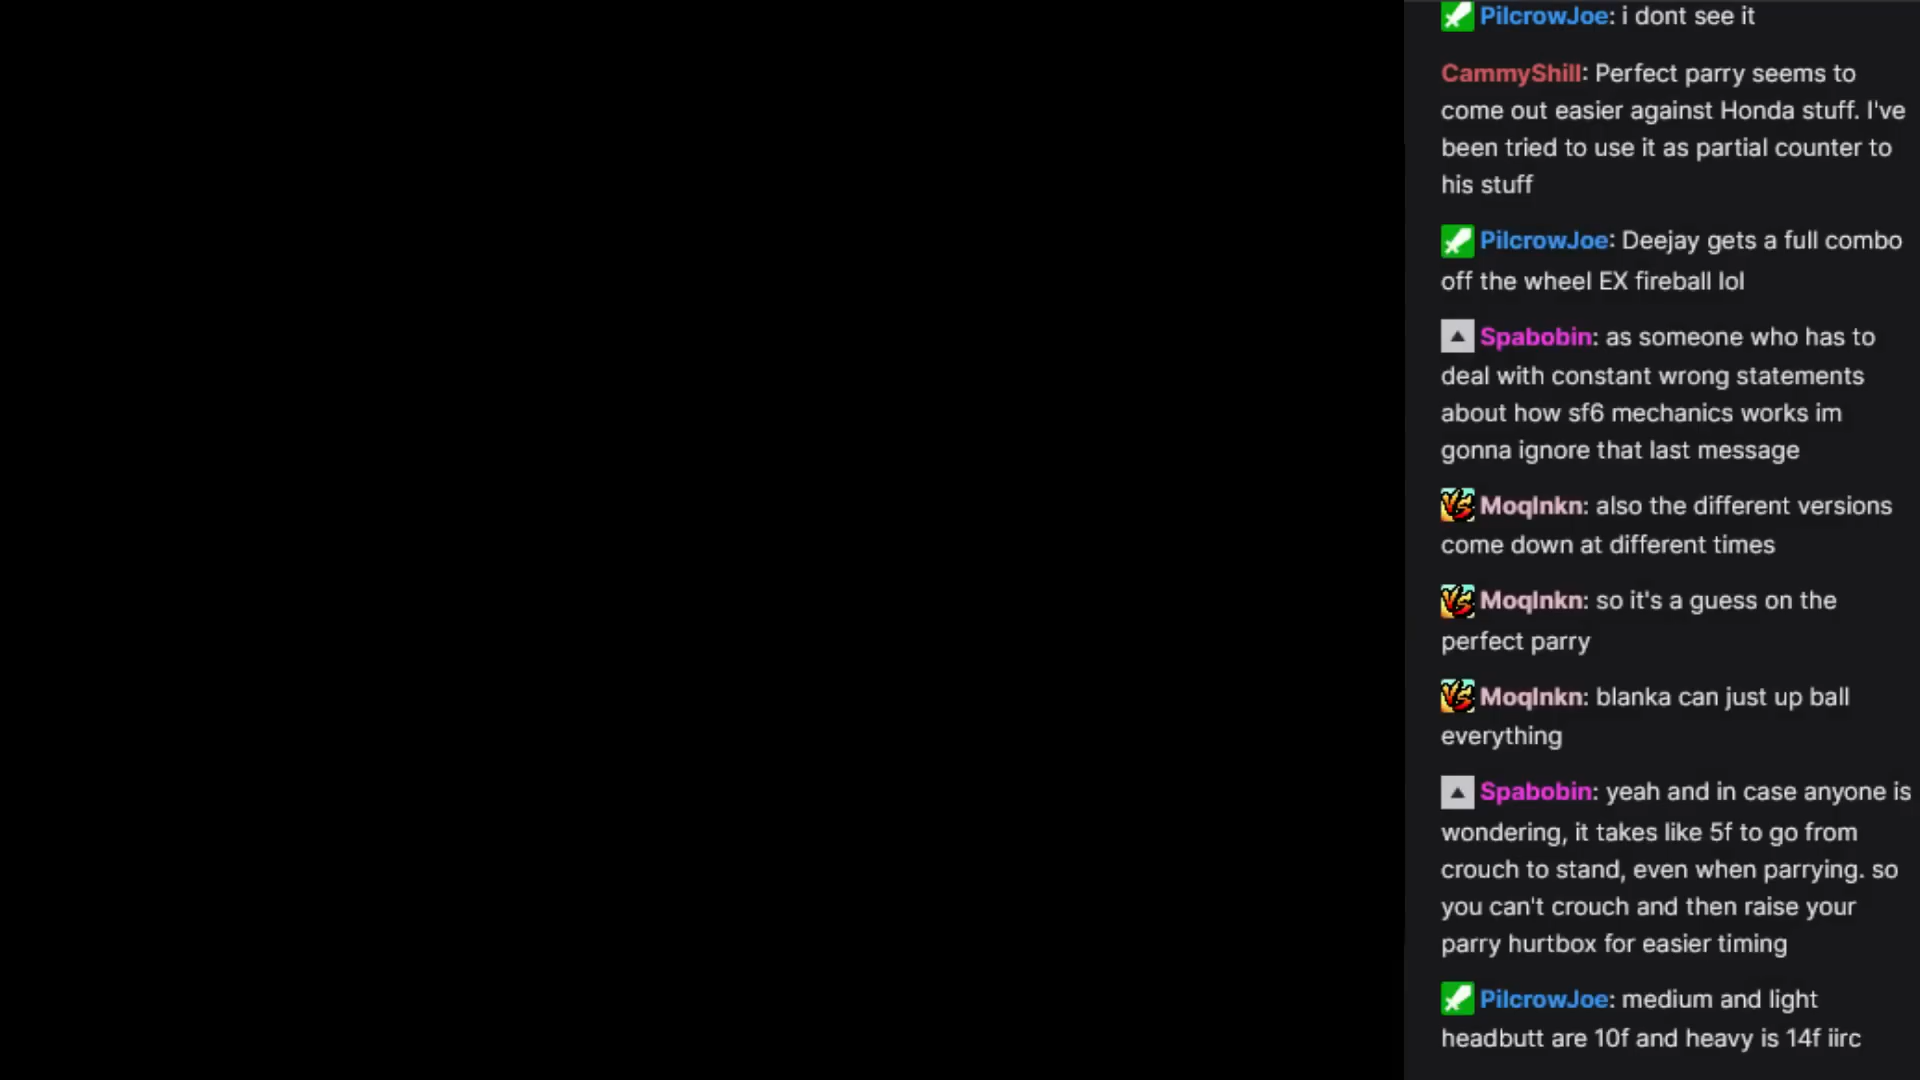 PilcrowJoe: i dont see it
CammyShill: Perfect parry seems to
come out easier against Honda stuff. I've
been tried to use it as partial counter to
his stuff
PilcrowJoe: Deejay gets a full combo
off the wheel EX fireball lol
Spabobin: as someone who has to
deal with constant wrong statements
about how sf6 mechanics works im
gonna ignore that last message
MoqInkn: also the different versions
come down at different times
MoqInkn: so it's a guess on the
perfect parry
MoqInkn: blanka can just up ball
everything
Spabobin: yeah and in case anyone is
wondering, it takes like 5f to go from
crouch to stand, even when parrying. so
you can't crouch and then raise your
parry hurtbox for easier timing
PilcrowJoe: medium and light
headbutt are 10f and heavy is 14f iirc